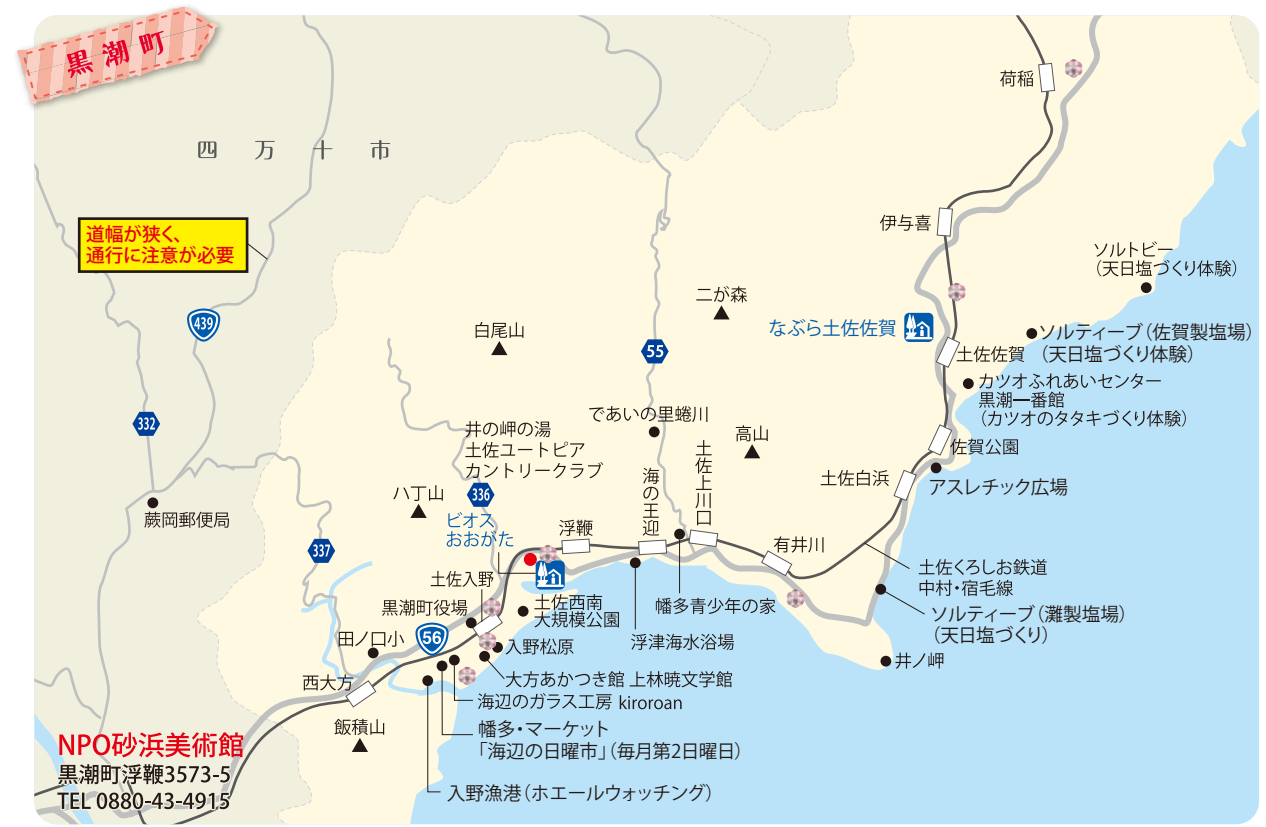 黒潮町
四万十市
荷稲
道幅が狭く、
通行に注意が必要
伊与喜
ソルトビー
（天日塩づくり体験）
439
二が森
白尾山
なぶら土佐佐賀
55
土佐佐賀
ソルティーブ（佐賀製塩場）
（天日塩づくり体験）
カツオふれあいセンター
黒潮一番館
（カツオのタタキづくり体験）
332
であいの里蜷川
井の岬の湯
土佐ユートピア
カントリークラブ
高山
佐賀公園
土佐上川口
海の王迎
土佐白浜
アスレチック広場
336
八丁山
蕨岡郵便局
ビオス
おおがた
浮鞭
有井川
337
土佐くろしお鉄道
中村・宿毛線
土佐入野
黒潮町役場
土佐西南
大規模公園
幡多青少年の家
ソルティーブ（灘製塩場）
（天日塩づくり）
56
田ノ口小
入野松原
浮津海水浴場
井ノ岬
西大方
大方あかつき館 上林暁文学館
海辺のガラス工房 kiroroan
飯積山
幡多・マーケット
「海辺の日曜市」（毎月第2日曜日）
入野漁港（ホエールウォッチング）
NPO砂浜美術館
黒潮町浮鞭3573-5
TEL 0880-43-4915